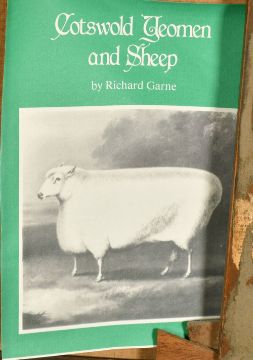 Cotswold Yeomen
and Sheep
by Richard Garne